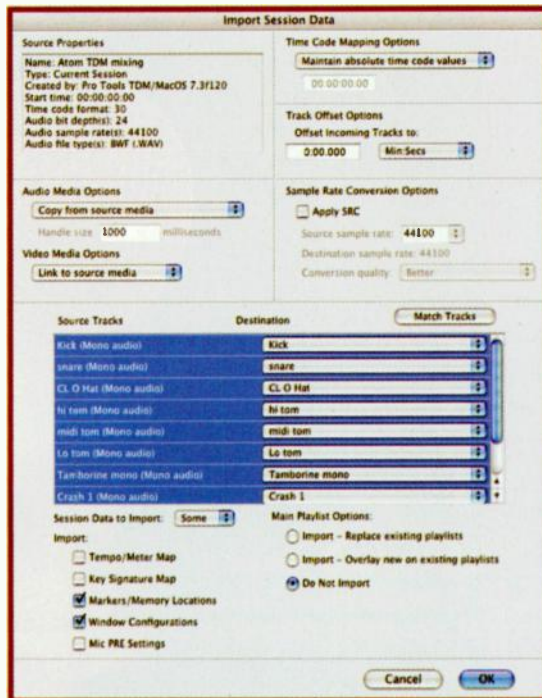 Import Session Data
Source Properties
Name: Atom TDM mixing
Type: Current Session
Created by: Pro Tools TDM/MacOS 7.3f120
Start time: 00:00:00:00
Time code format: 30
Audio bit depth(s): 24
Audio sample rate(s): 44100
Audio file type(s): BWF (.WAV)
Time Code Mapping Options
Maintain absolute time code values
00:00:00:00
Track Offset Options
Offset Incoming Tracks to:
0:00.000 Min:Secs
Audio Media Options
Copy from source media
Handle size 1000 milliseconds
Video Media Options
Link to source media
Sample Rate Conversion Options
Apply SRC
Source sample rate: 44100
Destination sample rate: 44100
Conversion quality: Better
Source Tracks Destination Match Tracks
Kick (Mono audio) Kick
snare (Mono audio) snare
CL O Hat (Mono audio) CL O Hat
hi tom (Mono audio) hi tom
midi tom (Mono audio) midi tom
Lo tom (Mono audio) Lo tom
Tamborine mono (Mono audio) Tamborine mono
Crash 1 (Mono audio) Crash 1
Session Data to Import: Some
Import:
Tempo/Meter Map
Key Signature Map
Markers/Memory Locations
Window Configurations
Mic PRE Settings
Main Playlist Options:
Import - Replace existing playlists
Import - Overlay new on existing playlists
Do Not Import
Cancel OK